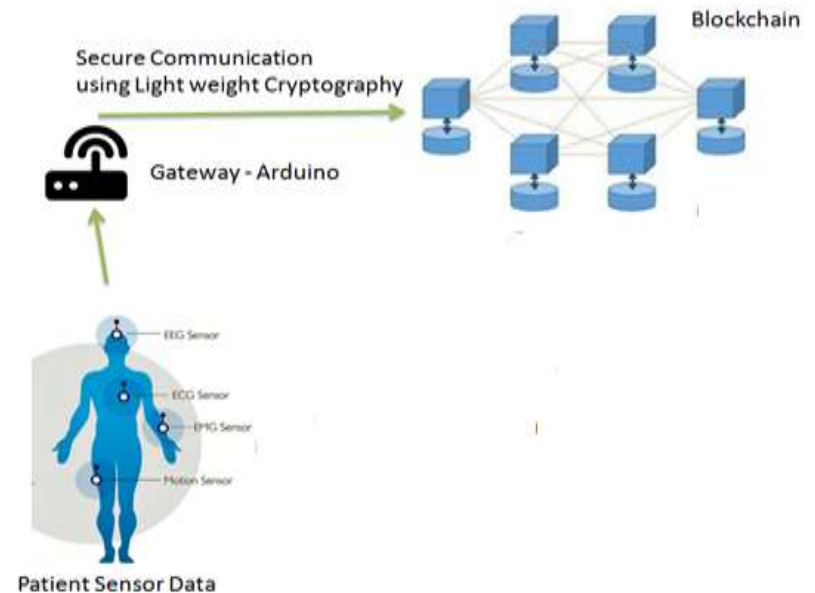 Blockchain
Secure Communication
using Light weight Cryptography
Gateway - Arduino
EEG Sensor
ECG Sensor
EMG Sensor
Motion Sensor
Patient Sensor Data